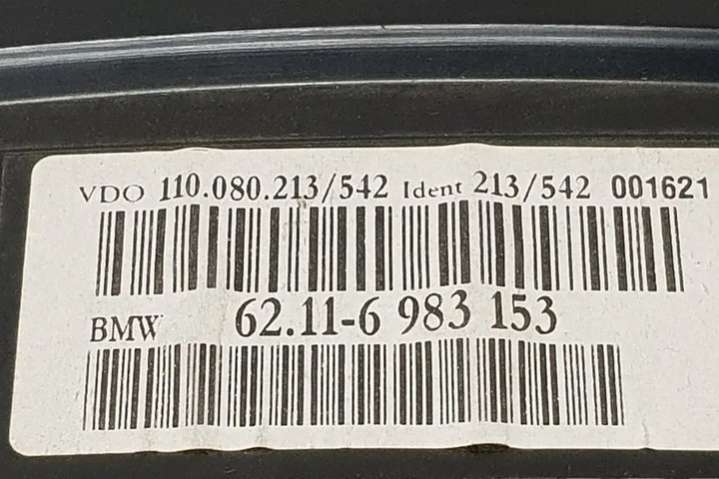 VDO 110.080.213/542 Ident 213/542 001621
BMW 62.11-6 983 153